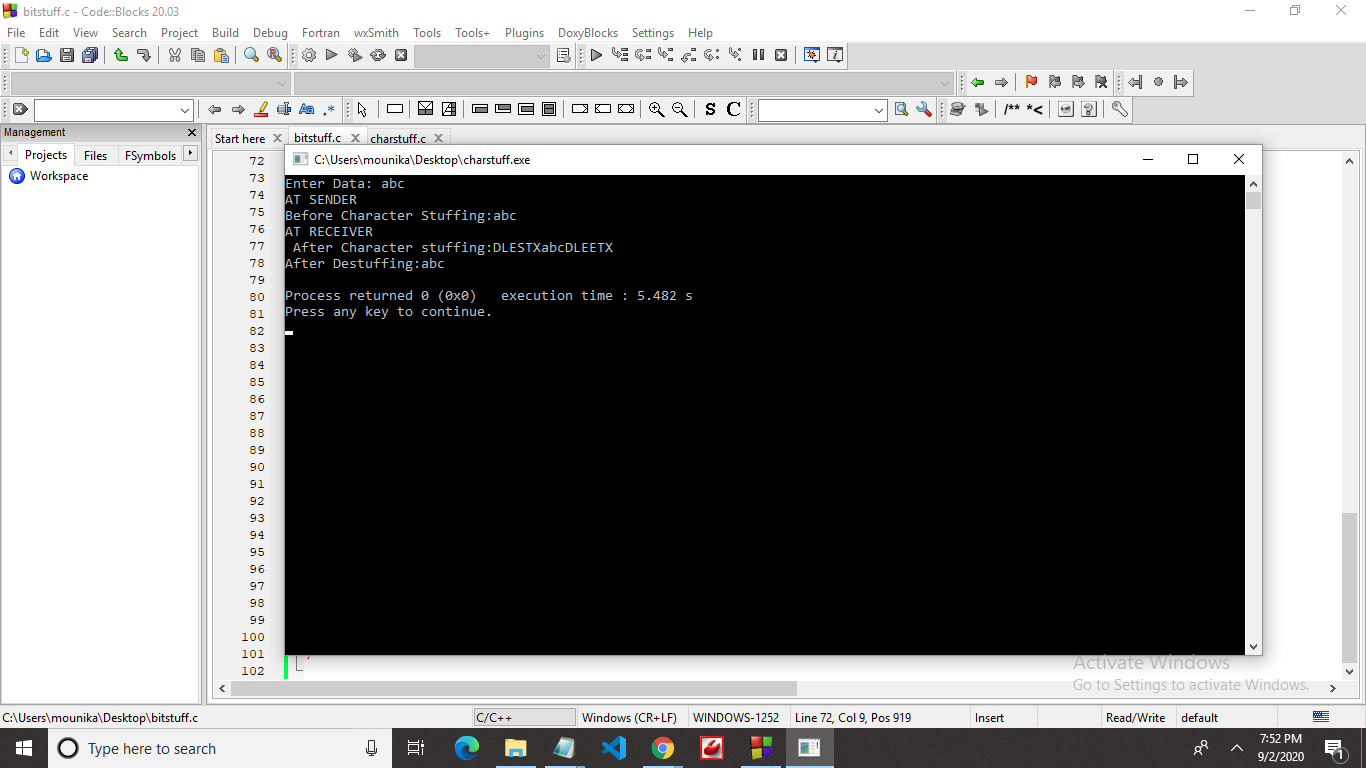 bitstuff.c - Code::Blocks 20.03
File Edit View Search Project Build Debug Fortran wxSmith Tools Tools+ Plugins DoxyBlocks Settings Help
Aa .* S C /** *<
Management
Projects Files FSymbols
Workspace
Start here bitstuff.c charstuff.c
C:\Users\mounika\Desktop\charstuff.exe
Enter Data: abc
AT SENDER
Before Character Stuffing:abc
AT RECEIVER
 After Character stuffing:DLESTXabcDLEETX
After Destuffing:abc
Process returned 0 (0x0)   execution time : 5.482 s
Press any key to continue.
72
73
74
75
76
77
78
79
80
81
82
83
84
85
86
87
88
89
90
91
92
93
94
95
96
97
98
99
100
101
102
Activate Windows
Go to Settings to activate Windows.
C:\Users\mounika\Desktop\bitstuff.c C/C++ Windows (CR+LF) WINDOWS-1252 Line 72, Col 9, Pos 919 Insert Read/Write default
Type here to search
7:52 PM
9/2/2020
1